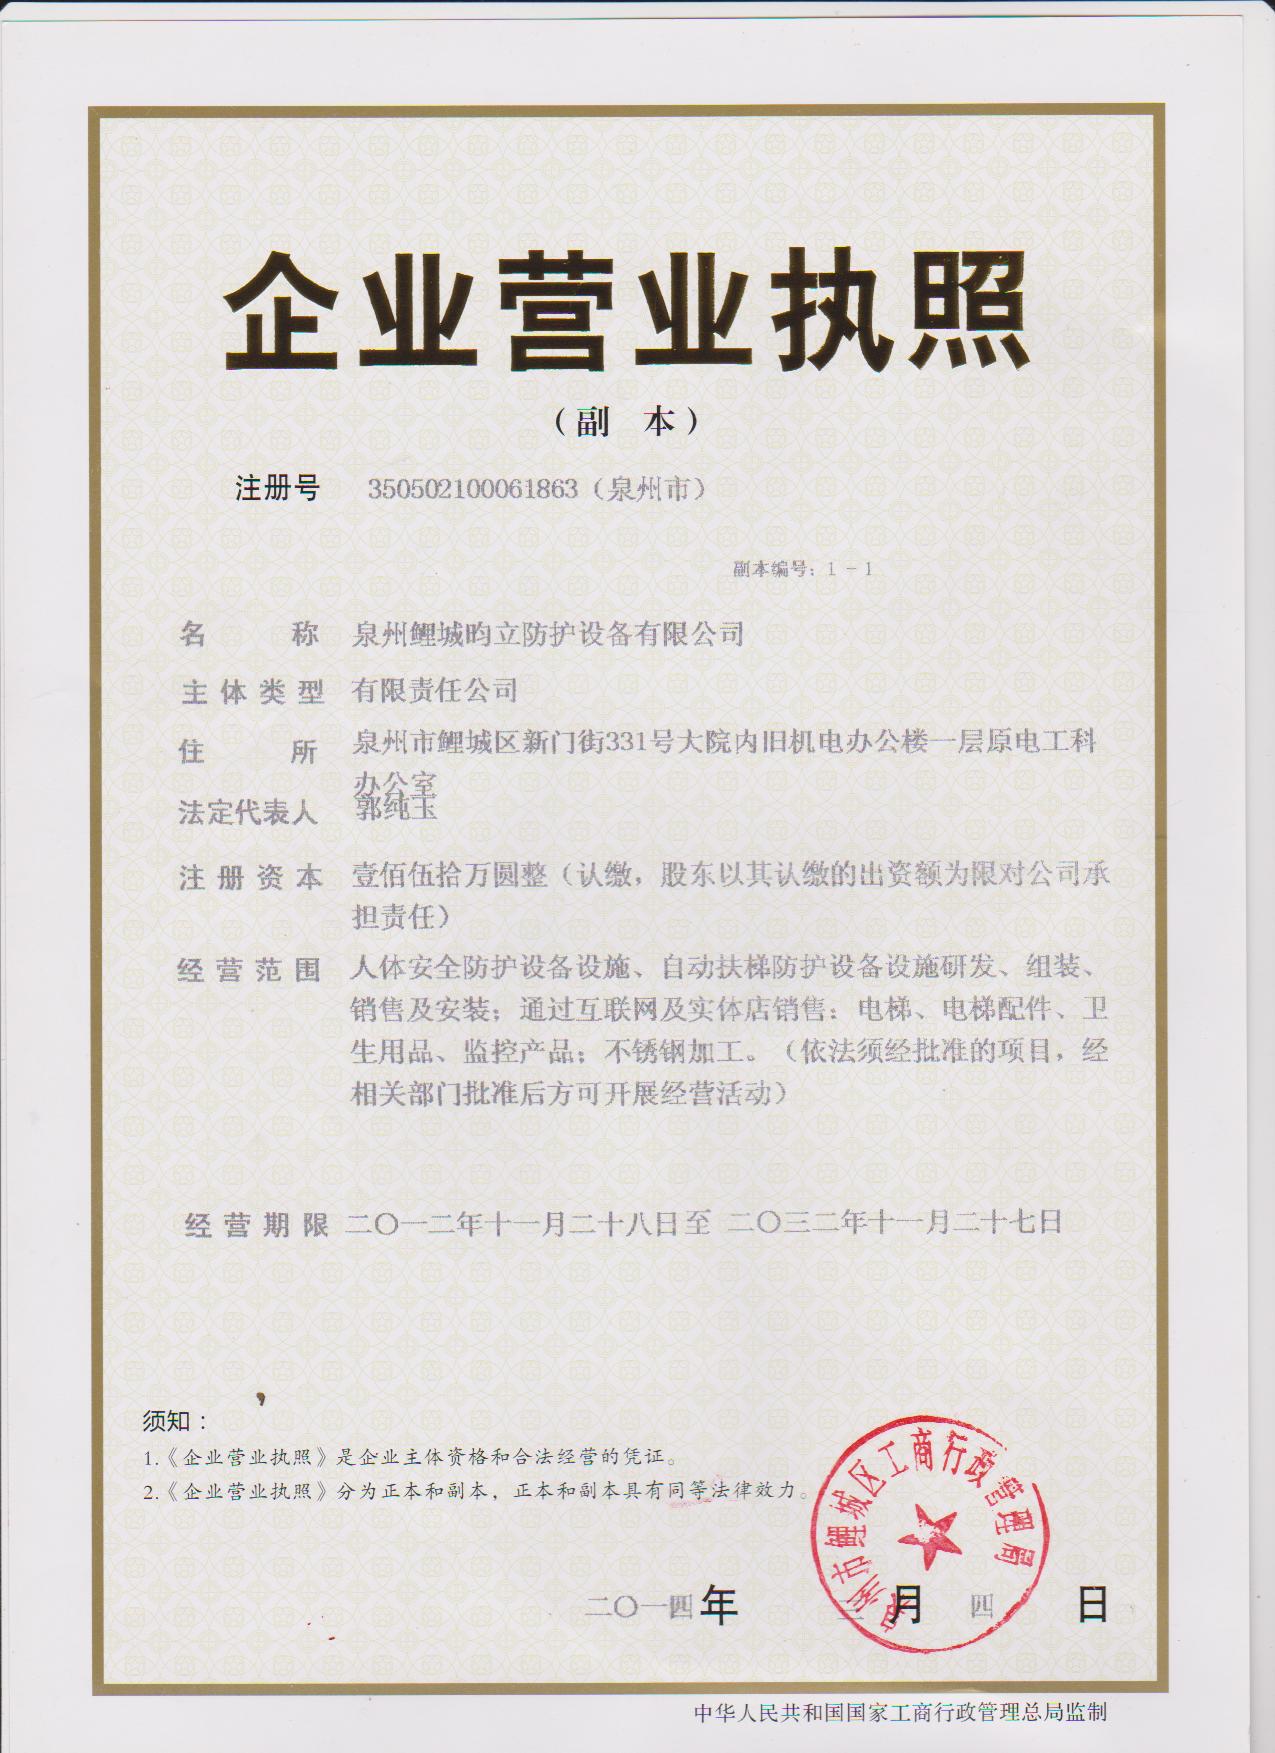 企业营业执照
（副 本）
注册号 350502100061863（泉州市）
副本编号：1－1
名 称 泉州鲤城昀立防护设备有限公司
主体类型 有限责任公司
住 所 泉州市鲤城区新门街331号大院内旧机电办公楼一层原电工科
办公室
法定代表人 郭纯玉
注册资本 壹佰伍拾万圆整（认缴，股东以其认缴的出资额为限对公司承
担责任）
经营范围 人体安全防护设备设施、自动扶梯防护设备设施研发、组装、
销售及安装；通过互联网及实体店销售：电梯、电梯配件、卫
生用品、监控产品；不锈钢加工。（依法须经批准的项目，经
相关部门批准后方可开展经营活动）
经营期限 二〇一二年十一月二十八日至 二〇三二年十一月二十七日
须知：
1.《企业营业执照》是企业主体资格和合法经营的凭证。
2.《企业营业执照》分为正本和副本，正本和副本具有同等法律效力。
泉州市鲤城区工商行政管理局
二〇一四年 月 四 日
中华人民共和国国家工商行政管理总局监制